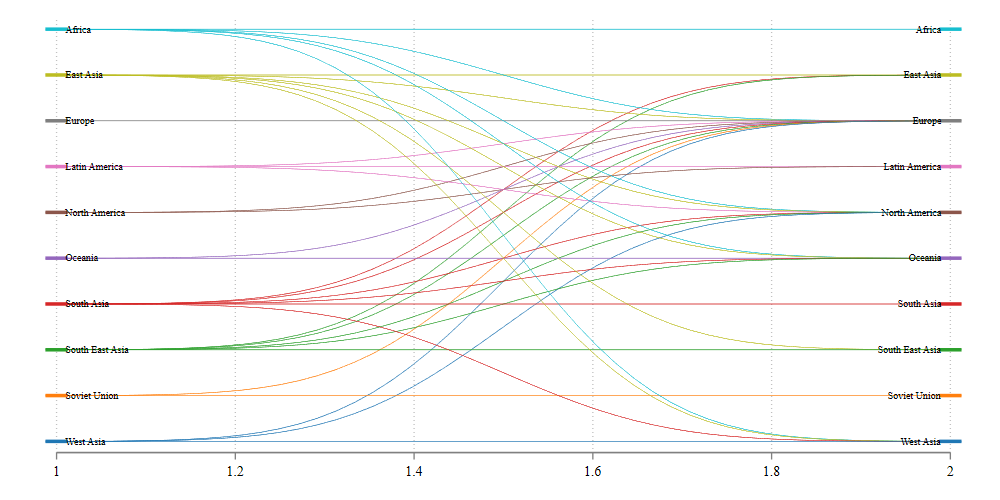 Africa Africa
East Asia East Asia
Europe Europe
Latin America Latin America
North America North America
Oceania Oceania
South Asia South Asia
South East Asia South East Asia
Soviet Union Soviet Union
West Asia West Asia
1 1.2 1.4 1.6 1.8 2